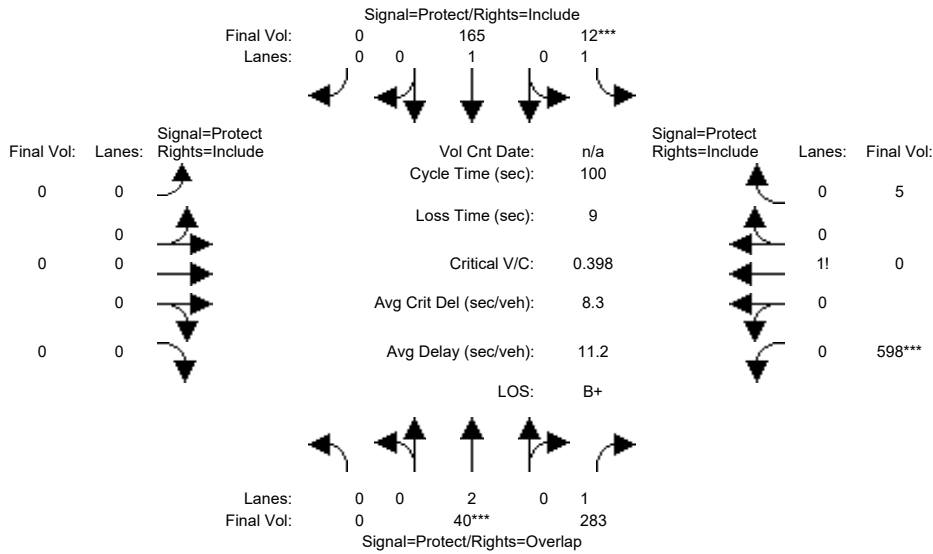 Signal=Protect/Rights=Include
Final Vol: 0 165 12***
Lanes: 0 0 1 0 1
Signal=Protect Signal=Protect
Final Vol: Lanes: Rights=Include Vol Cnt Date: n/a Rights=Include Lanes: Final Vol:
Cycle Time (sec): 100
0 0 0 5
Loss Time (sec): 9
0 0
0 0 Critical V/C: 0.398 1! 0
0 Avg Crit Del (sec/veh): 8.3 0
0 0 Avg Delay (sec/veh): 11.2 0 598***
LOS: B+
Lanes: 0 0 2 0 1
Final Vol: 0 40*** 283
Signal=Protect/Rights=Overlap